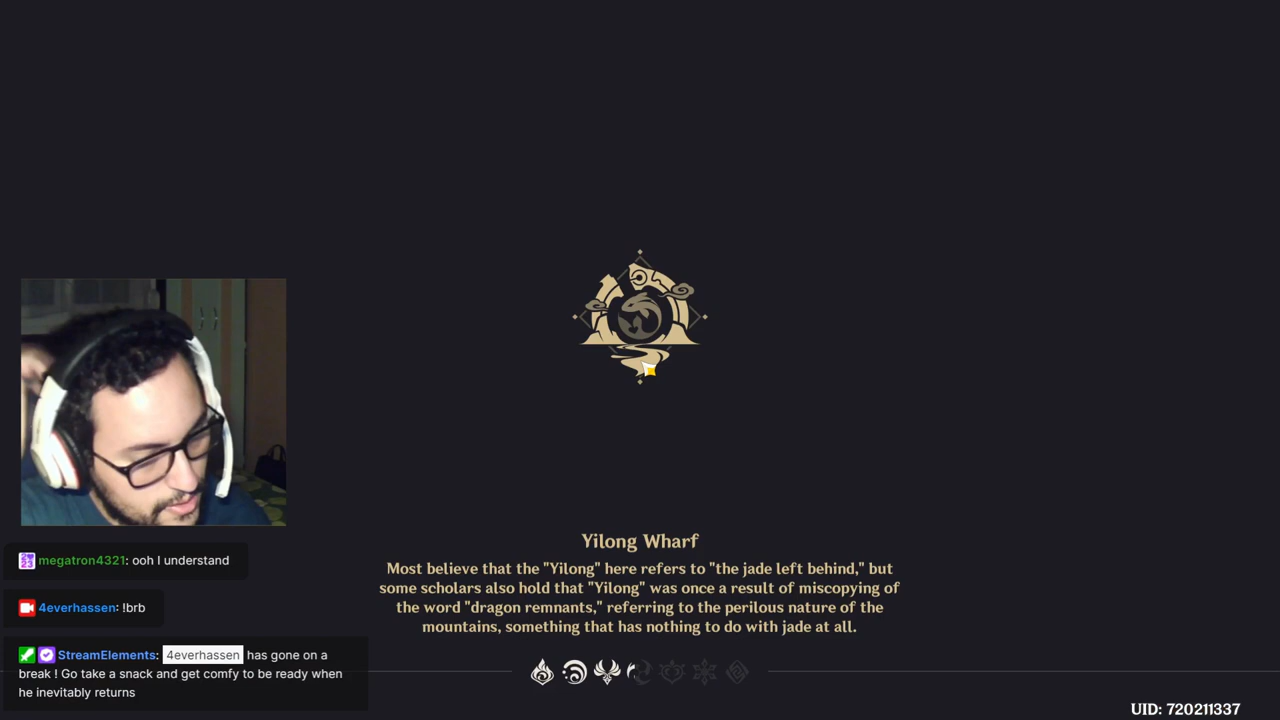 megatron4321: ooh I understand
4everhassen: !brb
StreamElements: 4everhassen has gone on a
break ! Go take a snack and get comfy to be ready when
he inevitably returns
Yilong Wharf
Most believe that the "Yilong" here refers to "the jade left behind," but
some scholars also hold that "Yilong" was once a result of miscopying of
the word "dragon remnants," referring to the perilous nature of the
mountains, something that has nothing to do with jade at all.
UID: 720211337